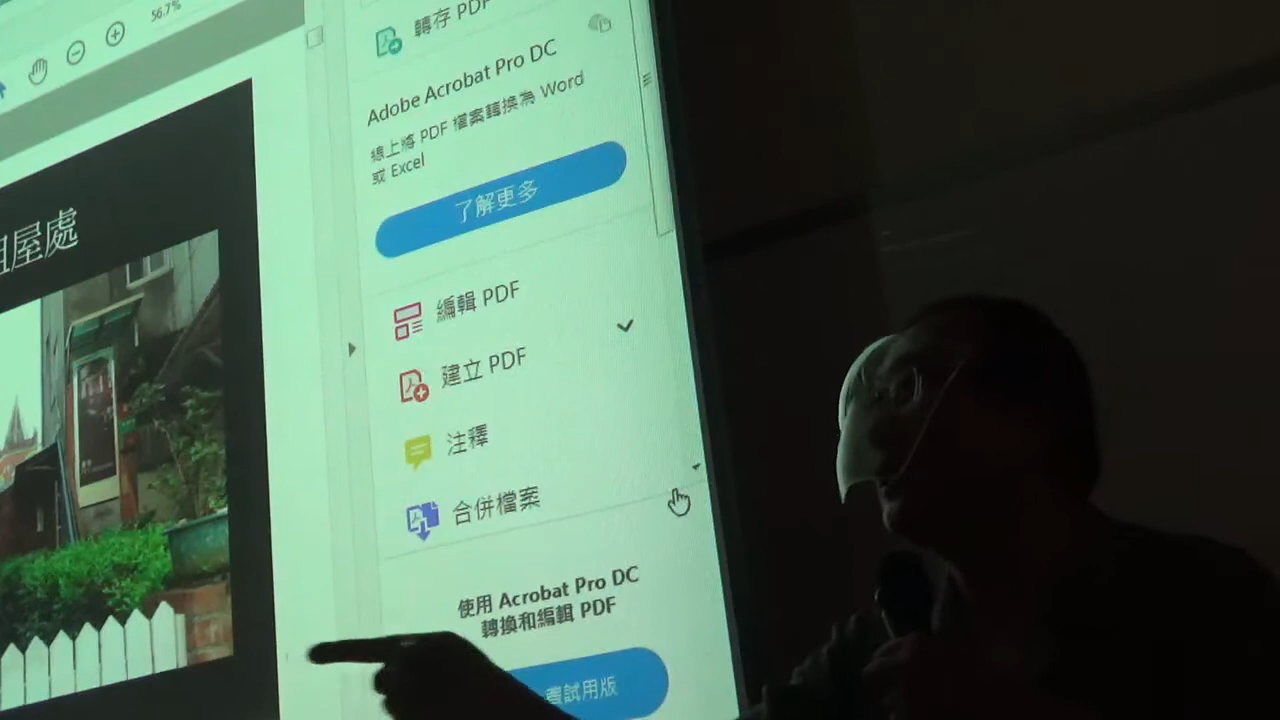 56.7%
轉存 PDF
Adobe Acrobat Pro DC
線上將 PDF 檔案轉換為 Word
或 Excel
了解更多
屋處
編輯 PDF
建立 PDF
注釋
合併檔案
使用 Acrobat Pro DC
轉換和編輯 PDF
試用版